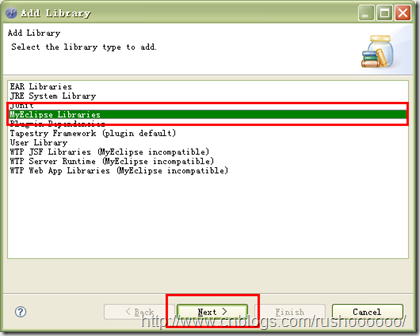 Add Library
Add Library
Select the library type to add.
EAR Libraries
JRE System Library
JUnit
MyEclipse Libraries
Plug-in Dependencies
Tapestry Framework (plugin default)
User Library
WTP JSF Libraries (MyEclipse incompatible)
WTP Server Runtime (MyEclipse incompatible)
WTP Web App Libraries (MyEclipse incompatible)
< Back Next > Finish Cancel
http://www.cnblogs.com/rushoooooo/